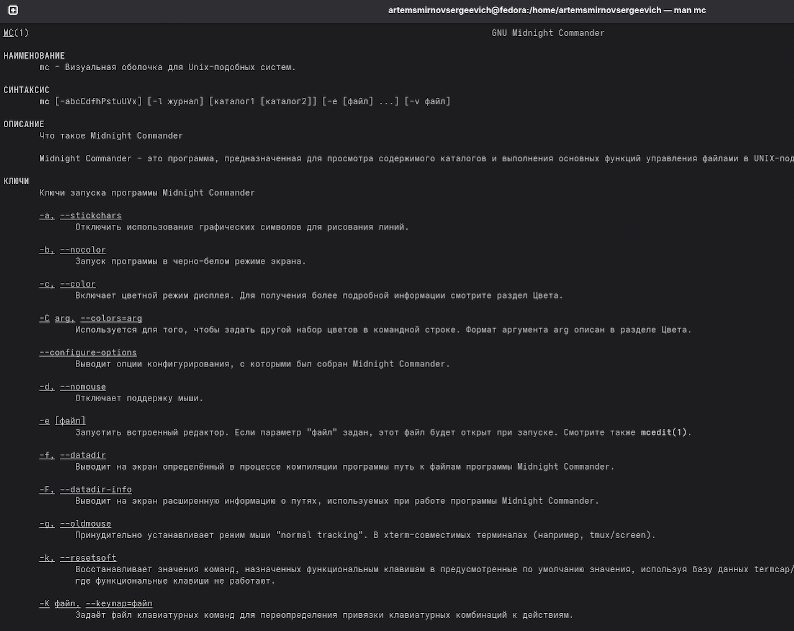 artemsmirnovsergeevich@fedora:/home/artemsmirnovsergeevich — man mc
MC(1) GNU Midnight Commander
НАИМЕНОВАНИЕ
mc - Визуальная оболочка для Unix-подобных систем.
СИНТАКСИС
mc [-abcCdfhPstuUVx] [-l журнал] [каталог1 [каталог2]] [-e [файл] ...] [-v файл]
ОПИСАНИЕ
Что такое Midnight Commander
Midnight Commander - это программа, предназначенная для просмотра содержимого каталогов и выполнения основных функций управления файлами в UNIX-под
КЛЮЧИ
Ключи запуска программы Midnight Commander
-a, --stickchars
Отключить использование графических символов для рисования линий.
-b, --nocolor
Запуск программы в черно-белом режиме экрана.
-c, --color
Включает цветной режим дисплея. Для получения более подробной информации смотрите раздел Цвета.
-C arg, --colors=arg
Используется для того, чтобы задать другой набор цветов в командной строке. Формат аргумента arg описан в разделе Цвета.
--configure-options
Выводит опции конфигурирования, с которыми был собран Midnight Commander.
-d, --nomouse
Отключает поддержку мыши.
-e [файл]
Запустить встроенный редактор. Если параметр "файл" задан, этот файл будет открыт при запуске. Смотрите также mcedit(1).
-f, --datadir
Выводит на экран определённый в процессе компиляции программы путь к файлам программы Midnight Commander.
-F, --datadir-info
Выводит на экран расширенную информацию о путях, используемых при работе программы Midnight Commander.
-g, --oldmouse
Принудительно устанавливает режим мыши "normal tracking". В xterm-совместимых терминалах (например, tmux/screen).
-k, --resetsoft
Восстанавливает значения команд, назначенных функциональным клавишам в предусмотренные по умолчанию значения, используя базу данных termcap/
где функциональные клавиши не работают.
-K файл, --keymap=файл
Задаёт файл клавиатурных команд для переопределения привязки клавиатурных комбинаций к действиям.